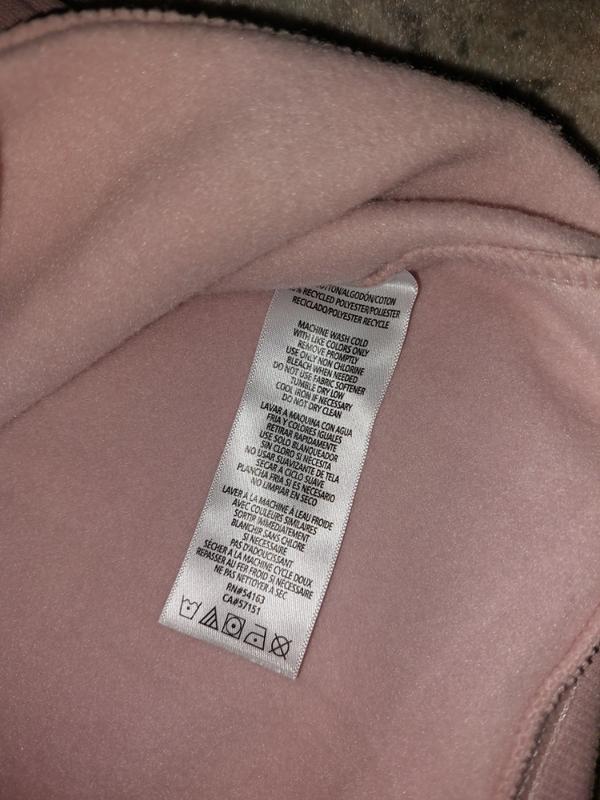 COTTON/ALGODÓN/COTON
% RECYCLED POLYESTER/POLIESTER
RECICLADO/POLYESTER RECYCLE
MACHINE WASH COLD
WITH LIKE COLORS ONLY
REMOVE PROMPTLY
USE ONLY NON CHLORINE
BLEACH WHEN NEEDED
DO NOT USE FABRIC SOFTENER
TUMBLE DRY LOW
COOL IRON IF NECESSARY
DO NOT DRY CLEAN
LAVAR A MAQUINA CON AGUA
FRIA Y COLORES IGUALES
RETIRAR RAPIDAMENTE
USE SOLO BLANQUEADOR
SIN CLORO SI NECESITA
NO USAR SUAVIZANTE DE TELA
SECAR A CICLO SUAVE
PLANCHA FRIA SI ES NECESARIO
NO LIMPIAR EN SECO
LAVER A LA MACHINE À LEAU FROIDE
AVEC COULEURS SIMILAIRES
SORTIR IMMÉDIATEMENT
BLANCHIR SANS CHLORE
SI NECESSAIRE
PAS D'ADOUCISSANT
SÉCHER A LA MACHINE CYCLE DOUX
REPASSER AU FER FROID SI NÉCESSAIRE
NE PAS NETTOYER À SEC
RN#54163
CA#57151